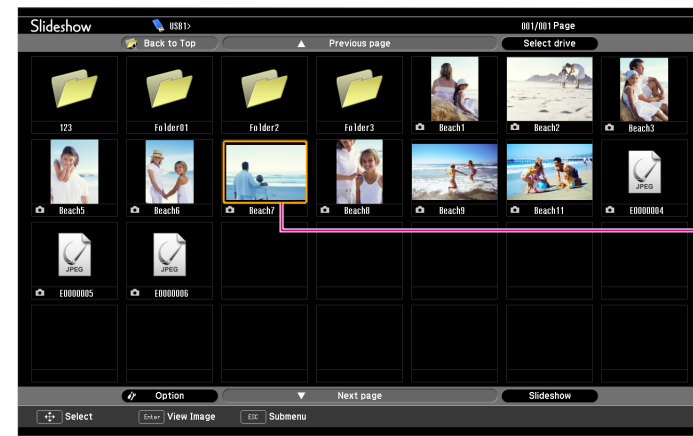 Slideshow USB1> 001/001 Page
Back to Top ▲ Previous page Select drive
123 Folder01 Folder2 Folder3 Beach1 Beach2 Beach3
JPEG
Beach5 Beach6 Beach7 Beach8 Beach9 Beach11 E0000004
JPEG JPEG
E0000005 E0000006
Option ▼ Next page Slideshow
Select Enter View Image ESC Submenu